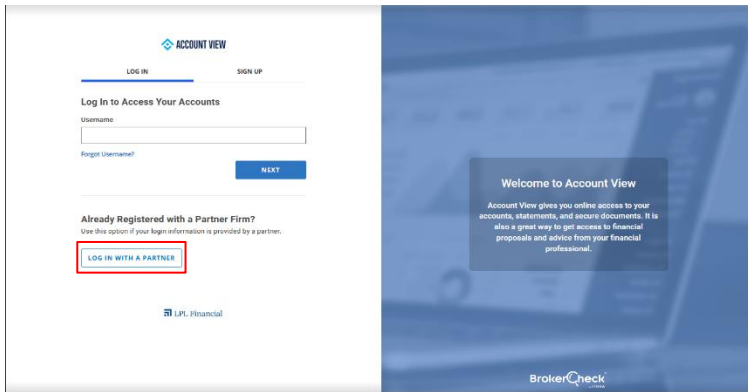 ACCOUNT VIEW
LOG IN
SIGN UP
Log In to Access Your Accounts
Username
Forgot Username?
NEXT
Already Registered with a Partner Firm?
Use this option if your login information is provided by a partner.
LOG IN WITH A PARTNER
LPL Financial
Welcome to Account View
Account View gives you online access to your
accounts, statements, and secure documents. It is
also a great way to get access to financial
proposals and advice from your financial
professional.
BrokerCheck